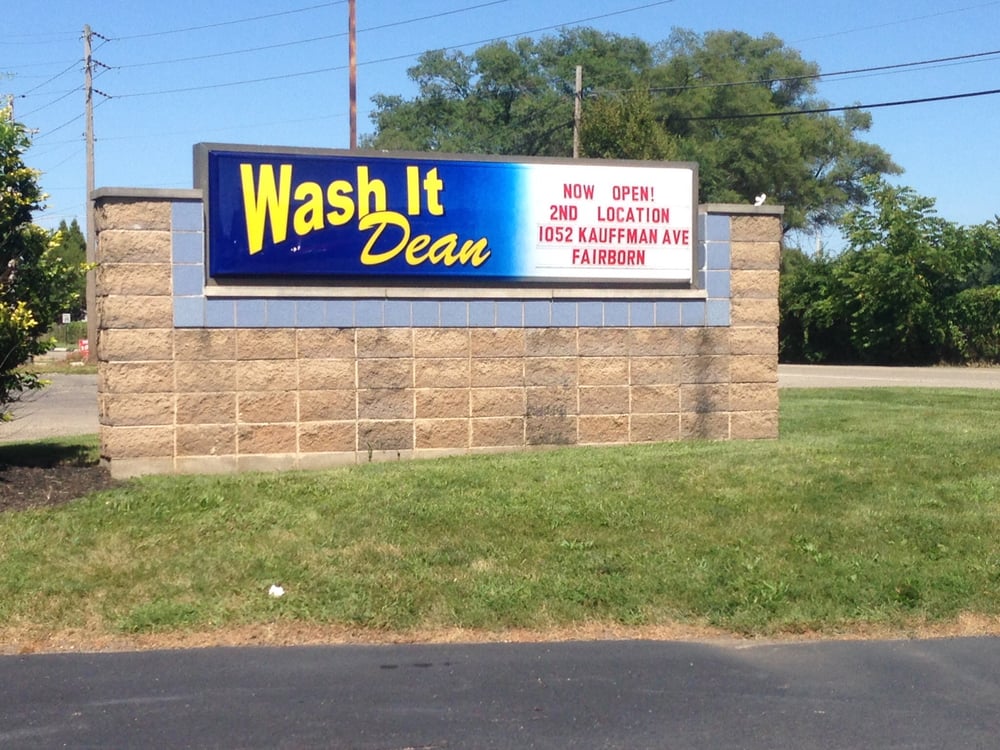 Wash It
Dean
NOW OPEN!
2ND LOCATION
1052 KAUFFMAN AVE
FAIRBORN